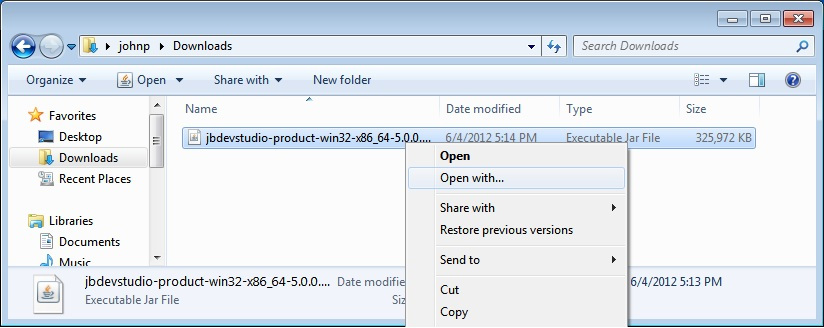 johnp ▸ Downloads
Search Downloads
Organize Open Share with New folder
Name Date modified Type Size
Favorites
Desktop
Downloads
Recent Places
Libraries
Documents
Music
jbdevstudio-product-win32-x86_64-5.0.0.... 6/4/2012 5:14 PM Executable Jar File 325,972 KB
Open
Open with...
Share with
Restore previous versions
Send to
Cut
Copy
jbdevstudio-product-win32-x86_64-5.0.0.... Date modified 6/4/2012 5:13 PM
Executable Jar File